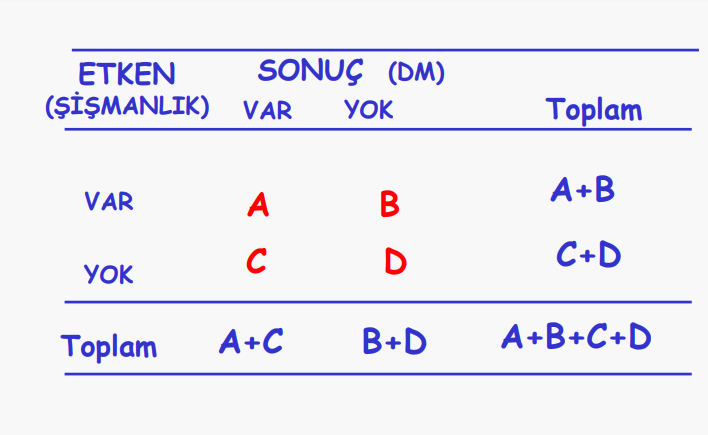 ETKEN SONUÇ (DM)
(ŞİŞMANLIK) VAR YOK Toplam
VAR A B A+B
YOK C D C+D
Toplam A+C B+D A+B+C+D